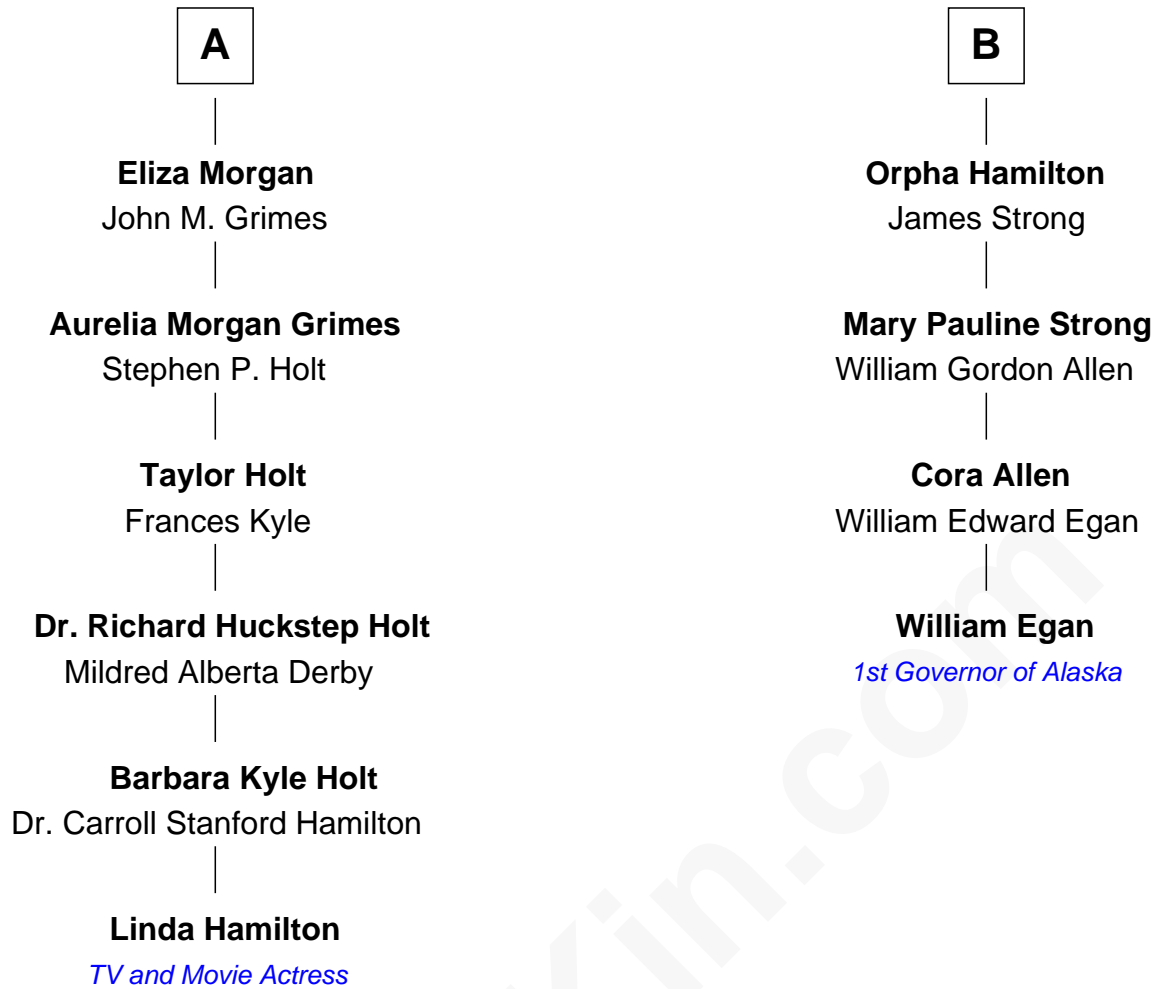 A
Eliza Morgan
John M. Grimes
Aurelia Morgan Grimes
Stephen P. Holt
Taylor Holt
Frances Kyle
Dr. Richard Huckstep Holt
Mildred Alberta Derby
Barbara Kyle Holt
Dr. Carroll Stanford Hamilton
Linda Hamilton
TV and Movie Actress
B
Orpha Hamilton
James Strong
Mary Pauline Strong
William Gordon Allen
Cora Allen
William Edward Egan
William Egan
1st Governor of Alaska
Kin.com